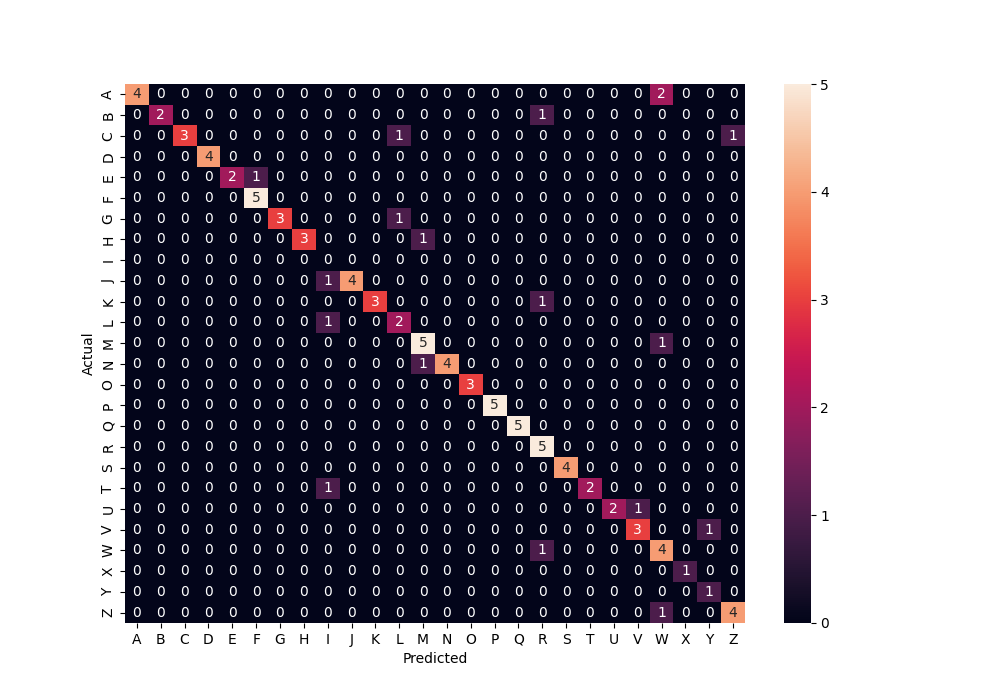 A 4 0 0 0 0 0 0 0 0 0 0 0 0 0 0 0 0 0 0 0 0 0 2 0 0 0
B 0 2 0 0 0 0 0 0 0 0 0 0 0 0 0 0 0 1 0 0 0 0 0 0 0 0
C 0 0 3 0 0 0 0 0 0 0 0 1 0 0 0 0 0 0 0 0 0 0 0 0 0 1
D 0 0 0 4 0 0 0 0 0 0 0 0 0 0 0 0 0 0 0 0 0 0 0 0 0 0
E 0 0 0 0 2 1 0 0 0 0 0 0 0 0 0 0 0 0 0 0 0 0 0 0 0 0
F 0 0 0 0 0 5 0 0 0 0 0 0 0 0 0 0 0 0 0 0 0 0 0 0 0 0
G 0 0 0 0 0 0 3 0 0 0 0 1 0 0 0 0 0 0 0 0 0 0 0 0 0 0
H 0 0 0 0 0 0 0 3 0 0 0 0 1 0 0 0 0 0 0 0 0 0 0 0 0 0
I 0 0 0 0 0 0 0 0 0 0 0 0 0 0 0 0 0 0 0 0 0 0 0 0 0 0
J 0 0 0 0 0 0 0 0 1 4 0 0 0 0 0 0 0 0 0 0 0 0 0 0 0 0
K 0 0 0 0 0 0 0 0 0 0 3 0 0 0 0 0 0 1 0 0 0 0 0 0 0 0
L 0 0 0 0 0 0 0 0 1 0 0 2 0 0 0 0 0 0 0 0 0 0 0 0 0 0
M 0 0 0 0 0 0 0 0 0 0 0 0 5 0 0 0 0 0 0 0 0 0 1 0 0 0
N 0 0 0 0 0 0 0 0 0 0 0 0 1 4 0 0 0 0 0 0 0 0 0 0 0 0
O 0 0 0 0 0 0 0 0 0 0 0 0 0 0 3 0 0 0 0 0 0 0 0 0 0 0
P 0 0 0 0 0 0 0 0 0 0 0 0 0 0 0 5 0 0 0 0 0 0 0 0 0 0
Q 0 0 0 0 0 0 0 0 0 0 0 0 0 0 0 0 5 0 0 0 0 0 0 0 0 0
R 0 0 0 0 0 0 0 0 0 0 0 0 0 0 0 0 0 5 0 0 0 0 0 0 0 0
S 0 0 0 0 0 0 0 0 0 0 0 0 0 0 0 0 0 0 4 0 0 0 0 0 0 0
T 0 0 0 0 0 0 0 0 1 0 0 0 0 0 0 0 0 0 0 2 0 0 0 0 0 0
U 0 0 0 0 0 0 0 0 0 0 0 0 0 0 0 0 0 0 0 0 2 1 0 0 0 0
V 0 0 0 0 0 0 0 0 0 0 0 0 0 0 0 0 0 0 0 0 0 3 0 0 1 0
W 0 0 0 0 0 0 0 0 0 0 0 0 0 0 0 0 0 1 0 0 0 0 4 0 0 0
X 0 0 0 0 0 0 0 0 0 0 0 0 0 0 0 0 0 0 0 0 0 0 0 1 0 0
Y 0 0 0 0 0 0 0 0 0 0 0 0 0 0 0 0 0 0 0 0 0 0 0 0 1 0
Z 0 0 0 0 0 0 0 0 0 0 0 0 0 0 0 0 0 0 0 0 0 0 1 0 0 4
A B C D E F G H I J K L M N O P Q R S T U V W X Y Z
Predicted
Actual
5
4
3
2
1
0